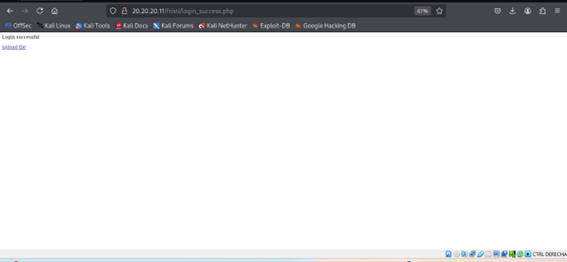 20.20.20.11/fristi/login_success.php
67%
OffSec Kali Linux Kali Tools Kali Docs Kali Forums Kali NetHunter Exploit-DB Google Hacking DB
Login successful
upload file
CTRL DERECHA